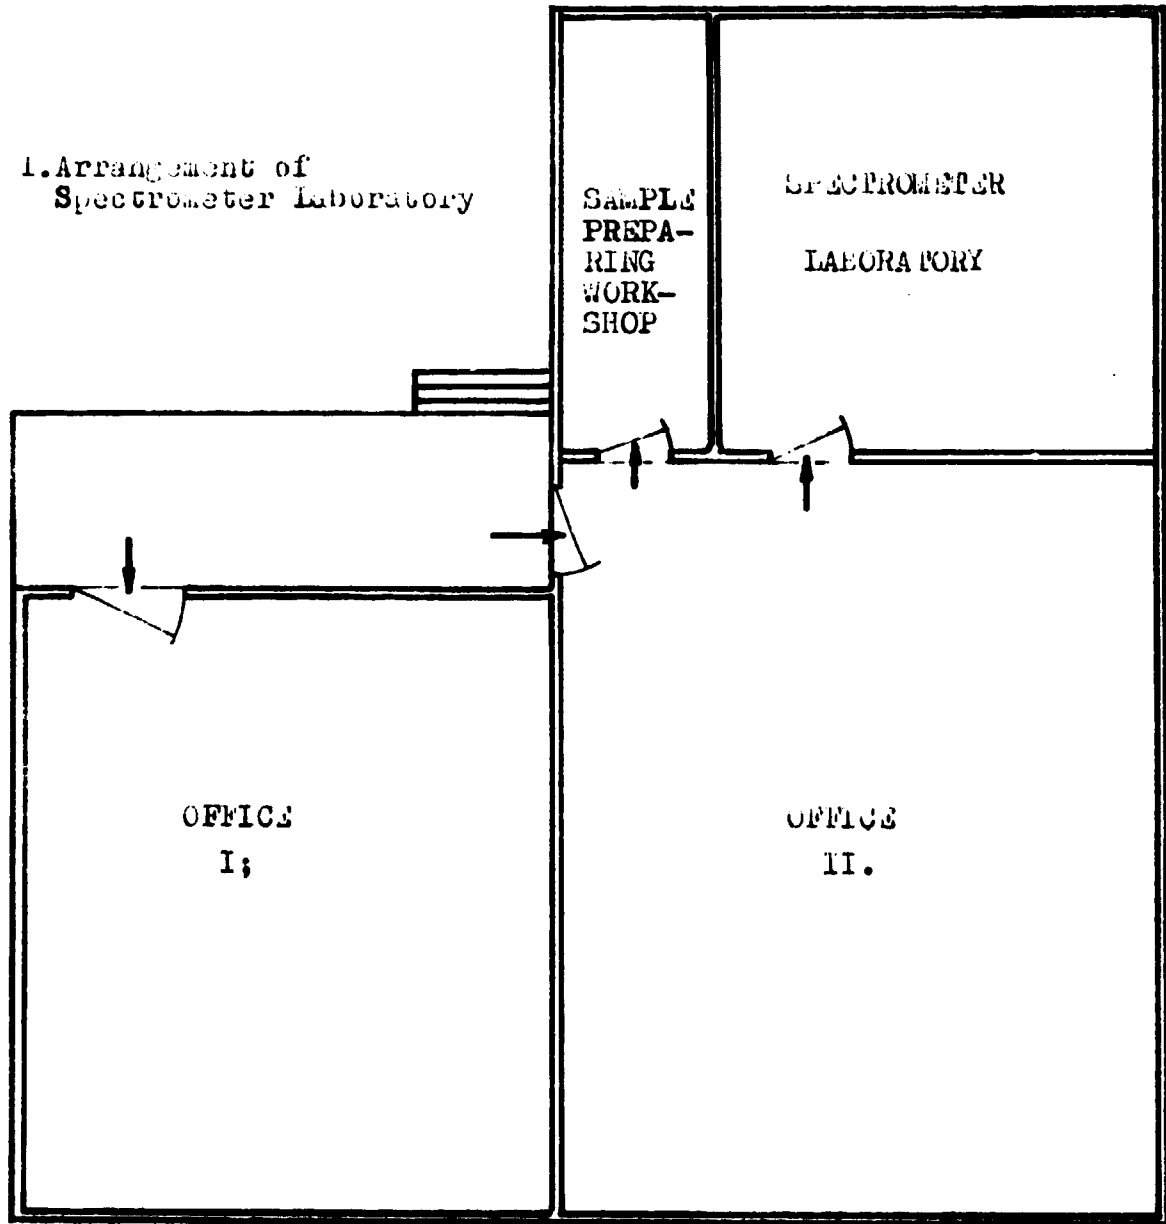 1.Arrangement of
Spectrometer Laboratory
SAMPLE
PREPA-
RING
WORK-
SHOP
SPECTROMETER
LABORATORY
OFFICE
I;
OFFICE
II.